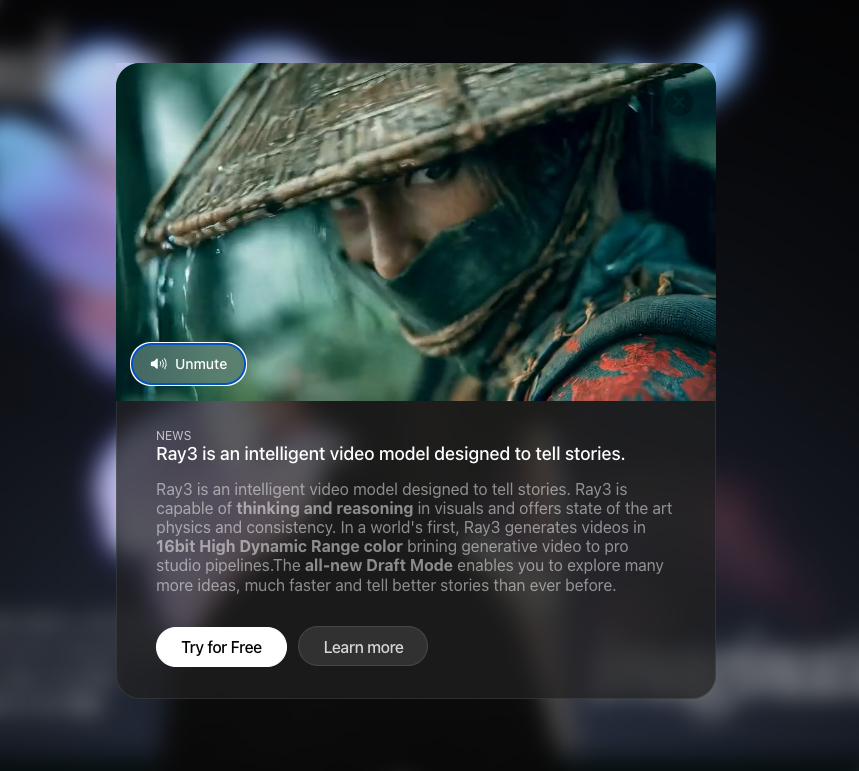 Unmute
NEWS
Ray3 is an intelligent video model designed to tell stories.
Ray3 is an intelligent video model designed to tell stories. Ray3 is
capable of thinking and reasoning in visuals and offers state of the art
physics and consistency. In a world's first, Ray3 generates videos in
16bit High Dynamic Range color brining generative video to pro
studio pipelines.The all-new Draft Mode enables you to explore many
more ideas, much faster and tell better stories than ever before.
Try for Free
Learn more